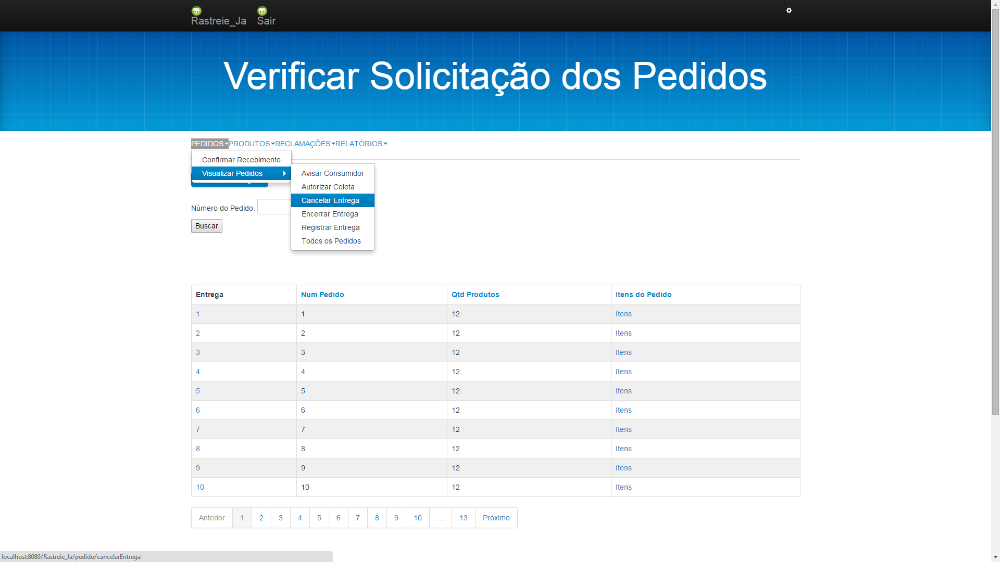 Rastreie_Ja Sair
Verificar Solicitação dos Pedidos
PEDIDOS PRODUTOS RECLAMAÇÕES RELATÓRIOS
Confirmar Recebimento
Visualizar Pedidos
Avisar Consumidor
Autorizar Coleta
Cancelar Entrega
Encerrar Entrega
Registrar Entrega
Todos os Pedidos
Número do Pedido:
Buscar
Entrega Num Pedido Qtd Produtos Itens do Pedido
1 1 12 Itens
2 2 12 Itens
3 3 12 Itens
4 4 12 Itens
5 5 12 Itens
6 6 12 Itens
7 7 12 Itens
8 8 12 Itens
9 9 12 Itens
10 10 12 Itens
Anterior 1 2 3 4 5 6 7 8 9 10 ... 13 Próximo
localhost:8080/Rastreie_Ja/pedido/cancelarEntrega